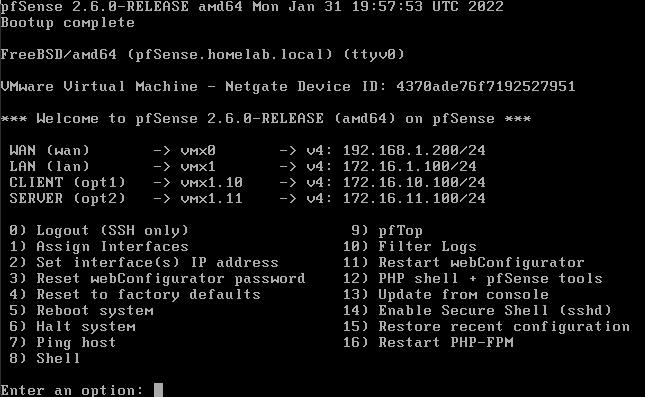 pfSense 2.6.0-RELEASE amd64 Mon Jan 31 19:57:53 UTC 2022
Bootup complete
FreeBSD/amd64 (pfSense.homelab.local) (ttyv0)
VMware Virtual Machine - Netgate Device ID: 4370ade76f7192527951
*** Welcome to pfSense 2.6.0-RELEASE (amd64) on pfSense ***
WAN (wan) -> vmx0 -> v4: 192.168.1.200/24
LAN (lan) -> vmx1 -> v4: 172.16.1.100/24
CLIENT (opt1) -> vmx1.10 -> v4: 172.16.10.100/24
SERVER (opt2) -> vmx1.11 -> v4: 172.16.11.100/24
0) Logout (SSH only) 9) pfTop
1) Assign Interfaces 10) Filter Logs
2) Set interface(s) IP address 11) Restart webConfigurator
3) Reset webConfigurator password 12) PHP shell + pfSense tools
4) Reset to factory defaults 13) Update from console
5) Reboot system 14) Enable Secure Shell (sshd)
6) Halt system 15) Restore recent configuration
7) Ping host 16) Restart PHP-FPM
8) Shell
Enter an option: